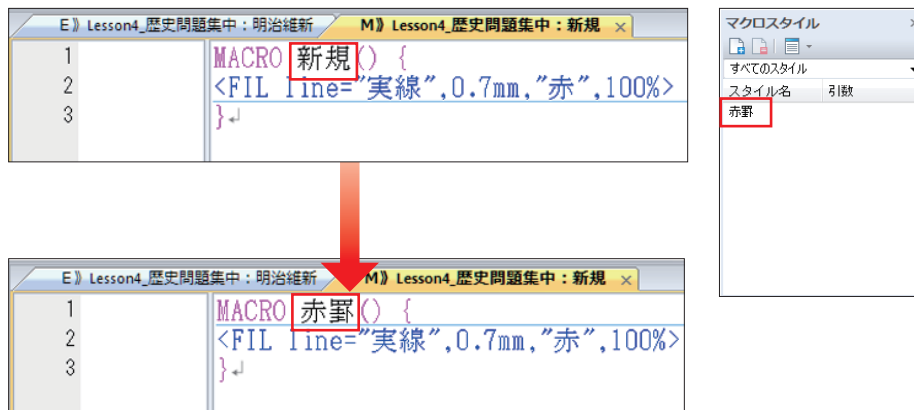 E》Lesson4_歴史問題集中：明治維新 M》Lesson4_歴史問題集中：新規 ×
1 MACRO 新規() {
2 <FIL line="実線",0.7mm,"赤",100%>
3 }↲
E》Lesson4_歴史問題集中：明治維新 M》Lesson4_歴史問題集中：新規 ×
1 MACRO 赤罫() {
2 <FIL line="実線",0.7mm,"赤",100%>
3 }↲
マクロスタイル
すべてのスタイル
スタイル名 引数
赤罫